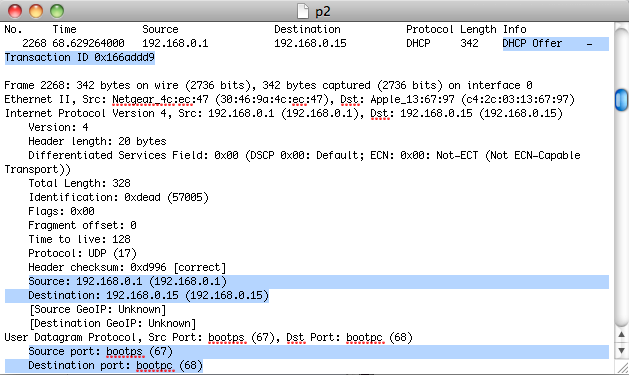 p2
No. Time Source Destination Protocol Length Info
2268 68.629264000 192.168.0.1 192.168.0.15 DHCP 342 DHCP Offer –
Transaction ID 0x166addd9
Frame 2268: 342 bytes on wire (2736 bits), 342 bytes captured (2736 bits) on interface 0
Ethernet II, Src: Netgear_4c:ec:47 (30:46:9a:4c:ec:47), Dst: Apple_13:67:97 (c4:2c:03:13:67:97)
Internet Protocol Version 4, Src: 192.168.0.1 (192.168.0.1), Dst: 192.168.0.15 (192.168.0.15)
Version: 4
Header length: 20 bytes
Differentiated Services Field: 0x00 (DSCP 0x00: Default; ECN: 0x00: Not-ECT (Not ECN-Capable
Transport))
Total Length: 328
Identification: 0xdead (57005)
Flags: 0x00
Fragment offset: 0
Time to live: 128
Protocol: UDP (17)
Header checksum: 0xd996 [correct]
Source: 192.168.0.1 (192.168.0.1)
Destination: 192.168.0.15 (192.168.0.15)
[Source GeoIP: Unknown]
[Destination GeoIP: Unknown]
User Datagram Protocol, Src Port: bootps (67), Dst Port: bootpc (68)
Source port: bootps (67)
Destination port: bootpc (68)